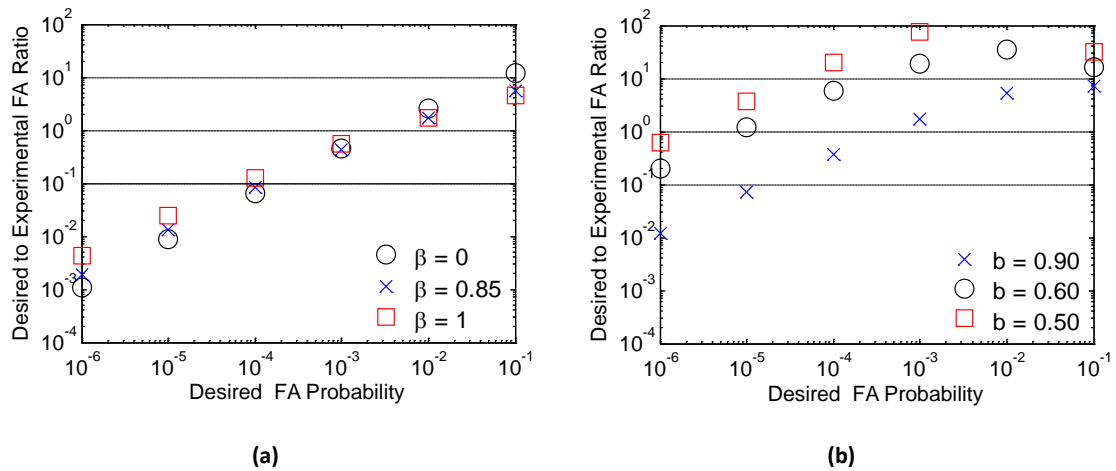 Desired to Experimental FA Ratio
10^2
10^1
10^0
10^-1
10^-2
10^-3
10^-4
β = 0
β = 0.85
β = 1
10^-6 10^-5 10^-4 10^-3 10^-2 10^-1
Desired FA Probability
(a)
Desired to Experimental FA Ratio
10^2
10^1
10^0
10^-1
10^-2
10^-3
10^-4
b = 0.90
b = 0.60
b = 0.50
10^-6 10^-5 10^-4 10^-3 10^-2 10^-1
Desired FA Probability
(b)